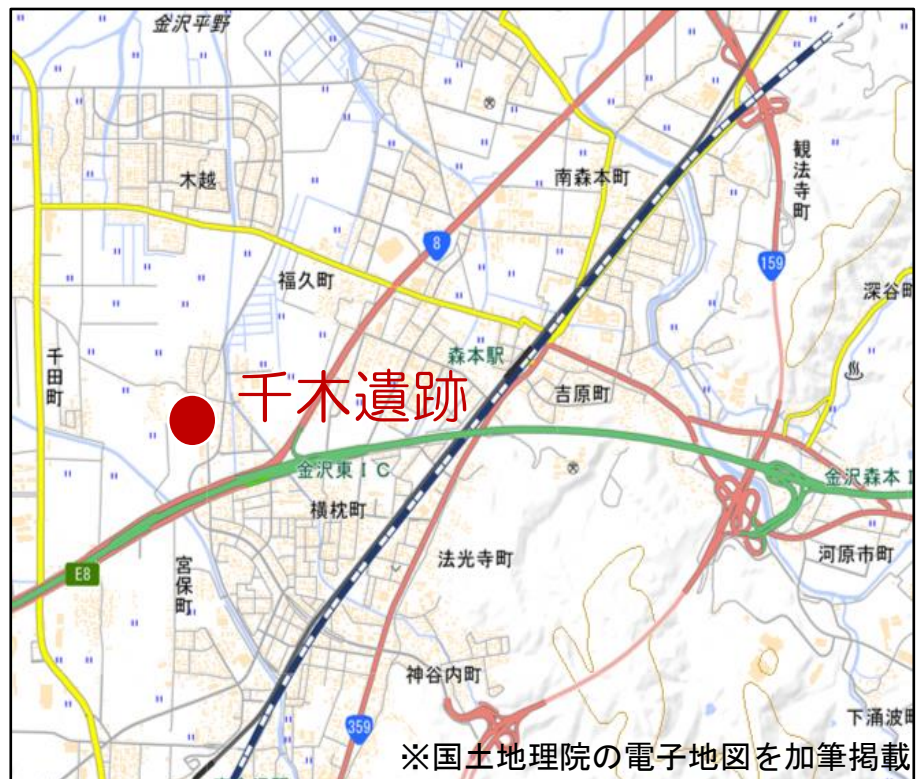 金沢平野
木越
南森本町
観法寺町
8
159
福久町
深谷町
森本駅
千田町
千木遺跡
吉原町
金沢東IC
金沢森本I
横枕町
法光寺町
河原市町
E8
宮保町
神谷内町
下涌波町
359
※国土地理院の電子地図を加筆掲載